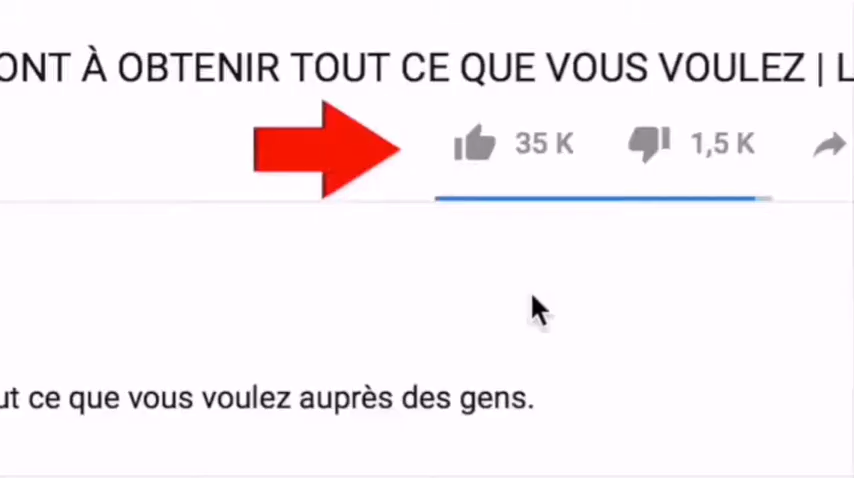 ONT À OBTENIR TOUT CE QUE VOUS VOULEZ | L
35 K 1,5 K
ut ce que vous voulez auprès des gens.